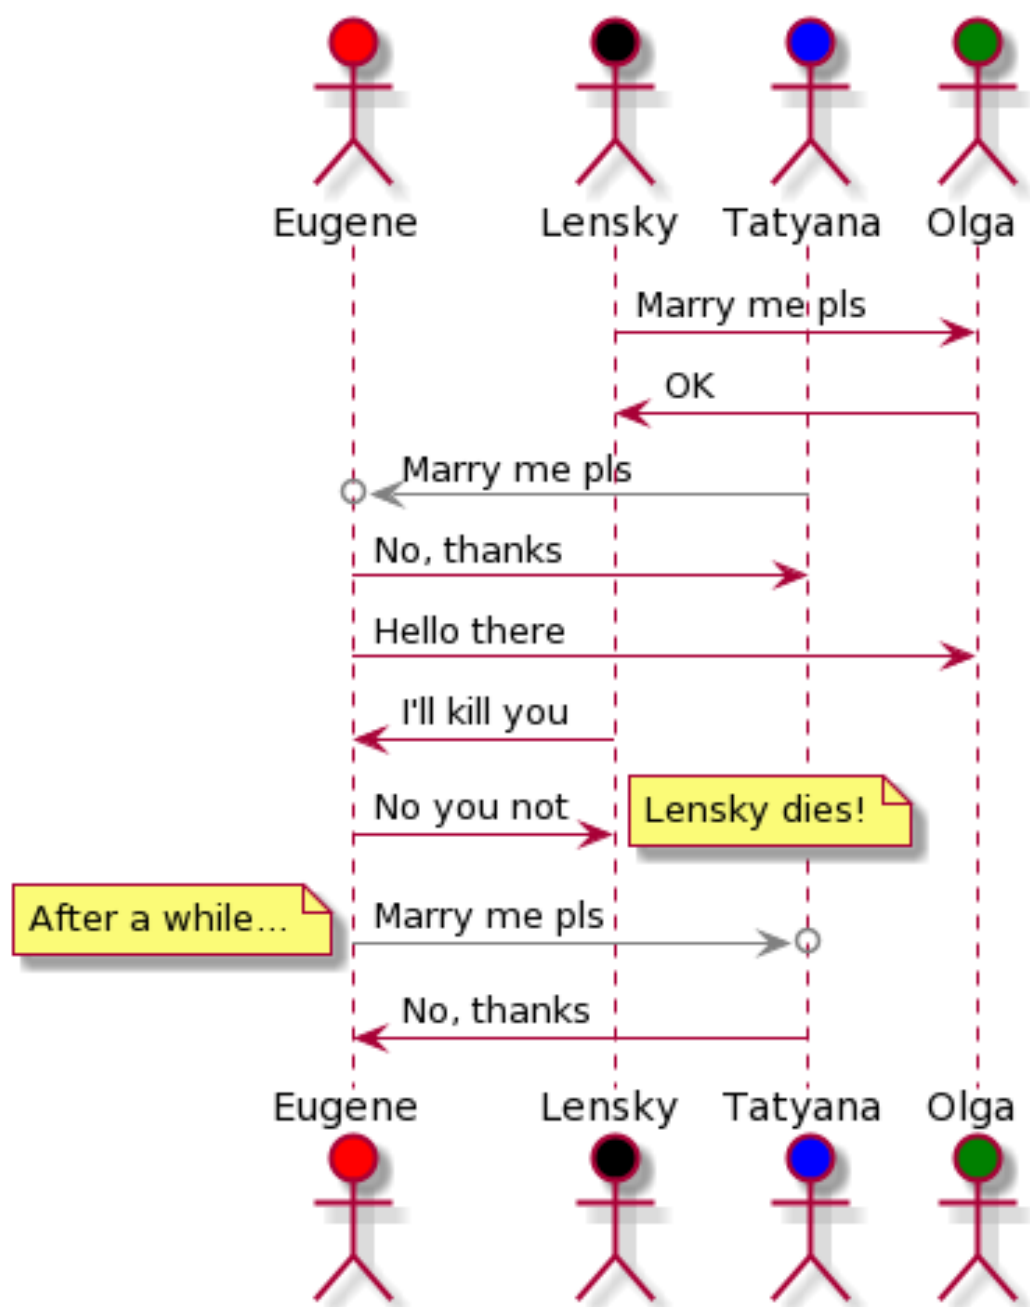 Eugene Lensky Tatyana Olga
Marry me pls
OK
Marry me pls
No, thanks
Hello there
I'll kill you
No you not
Lensky dies!
After a while...
Marry me pls
No, thanks
Eugene Lensky Tatyana Olga